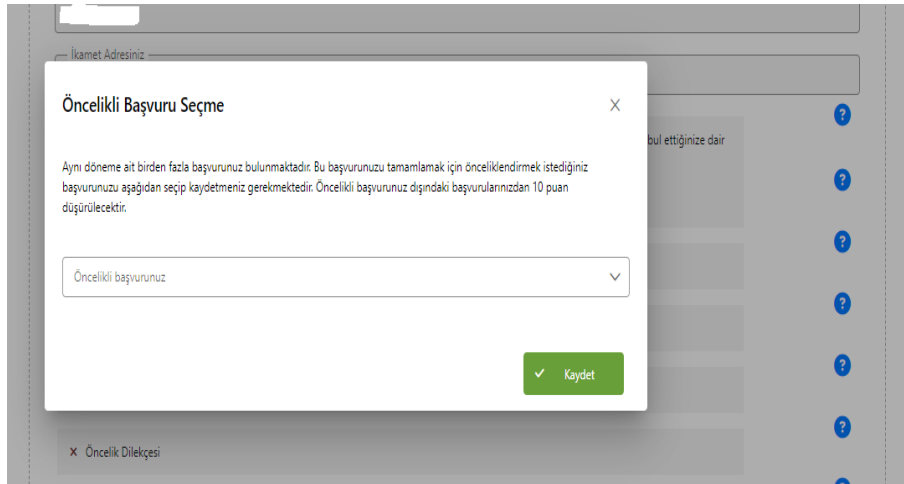 İkamet Adresiniz
Öncelikli Başvuru Seçme
bul ettiğinize dair
Aynı döneme ait birden fazla başvurunuz bulunmaktadır. Bu başvurunuzu tamamlamak için önceliklendirmek istediğiniz
başvurunuzu aşağıdan seçip kaydetmeniz gerekmektedir. Öncelikli başvurunuz dışındaki başvurularınızdan 10 puan
düşürülecektir.
Öncelikli başvurunuz
Kaydet
Öncelik Dilekçesi